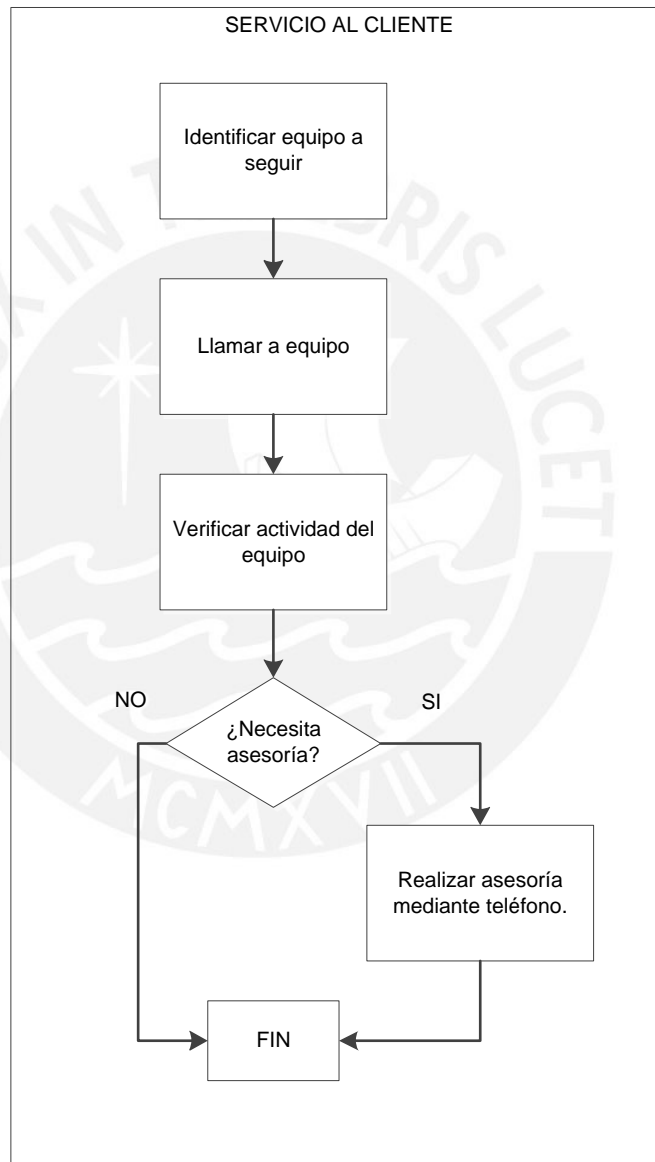 SERVICIO AL CLIENTE
Identificar equipo a
seguir
Llamar a equipo
Verificar actividad del
equipo
NO
SI
¿Necesita
asesoría?
Realizar asesoría
mediante teléfono.
FIN
MCMXVII